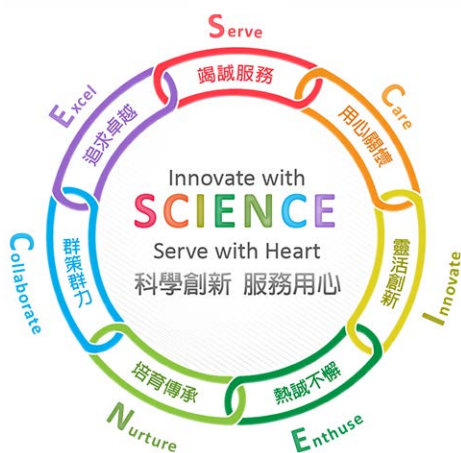 Serve
竭誠服務
Care
用心關懷
Innovate
靈活創新
Enthuse
熱誠不懈
Nurture
培育傳承
Collaborate
群策群力
Excel
追求卓越
Innovate with
SCIENCE
Serve with Heart
科學創新 服務用心